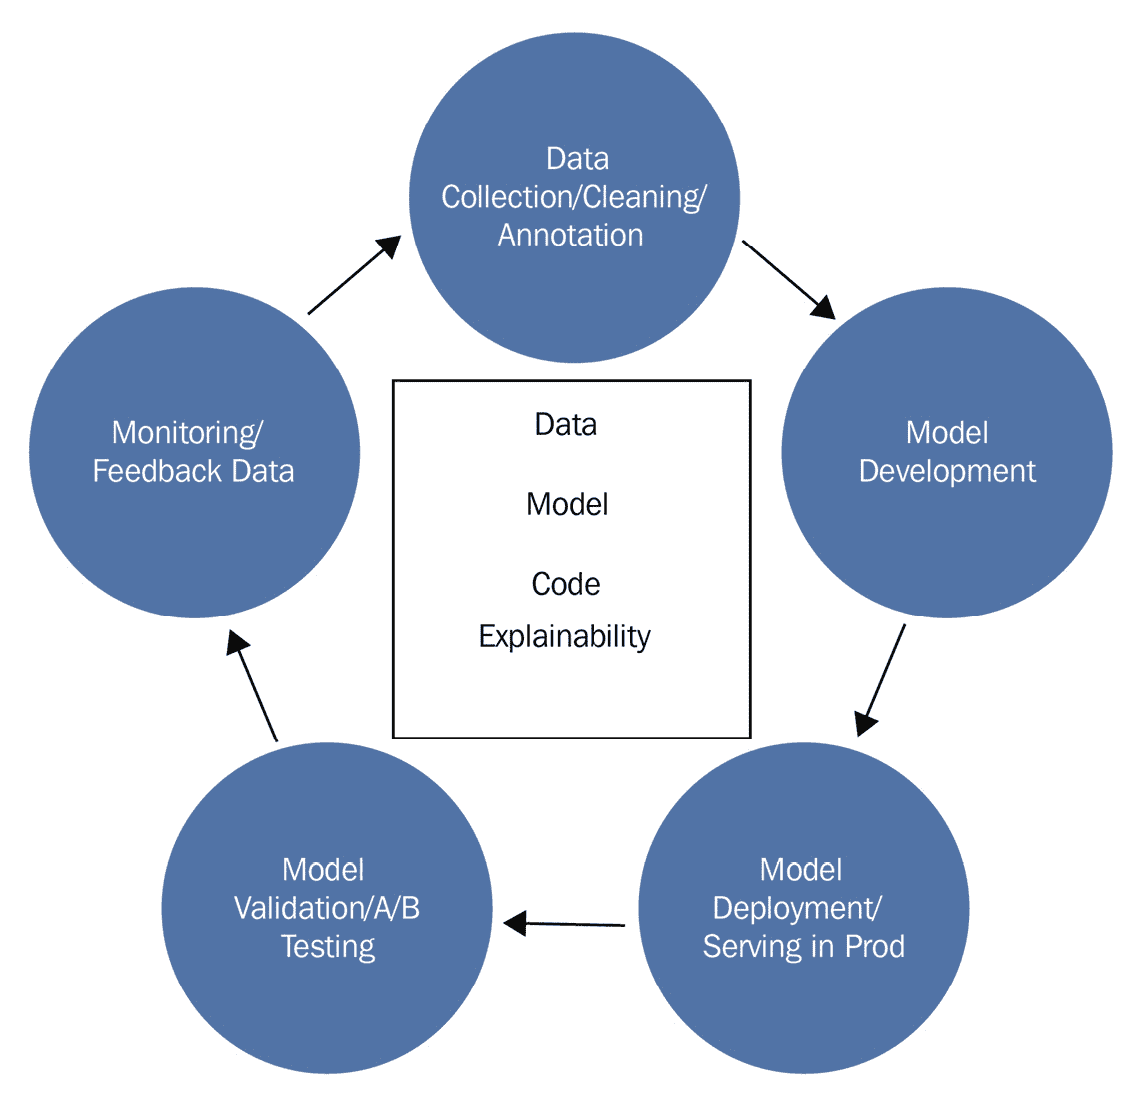 Data
Collection/Cleaning/
Annotation
Monitoring/
Feedback Data
Model
Development
Data
Model
Code
Explainability
Model
Validation/A/B
Testing
Model
Deployment/
Serving in Prod